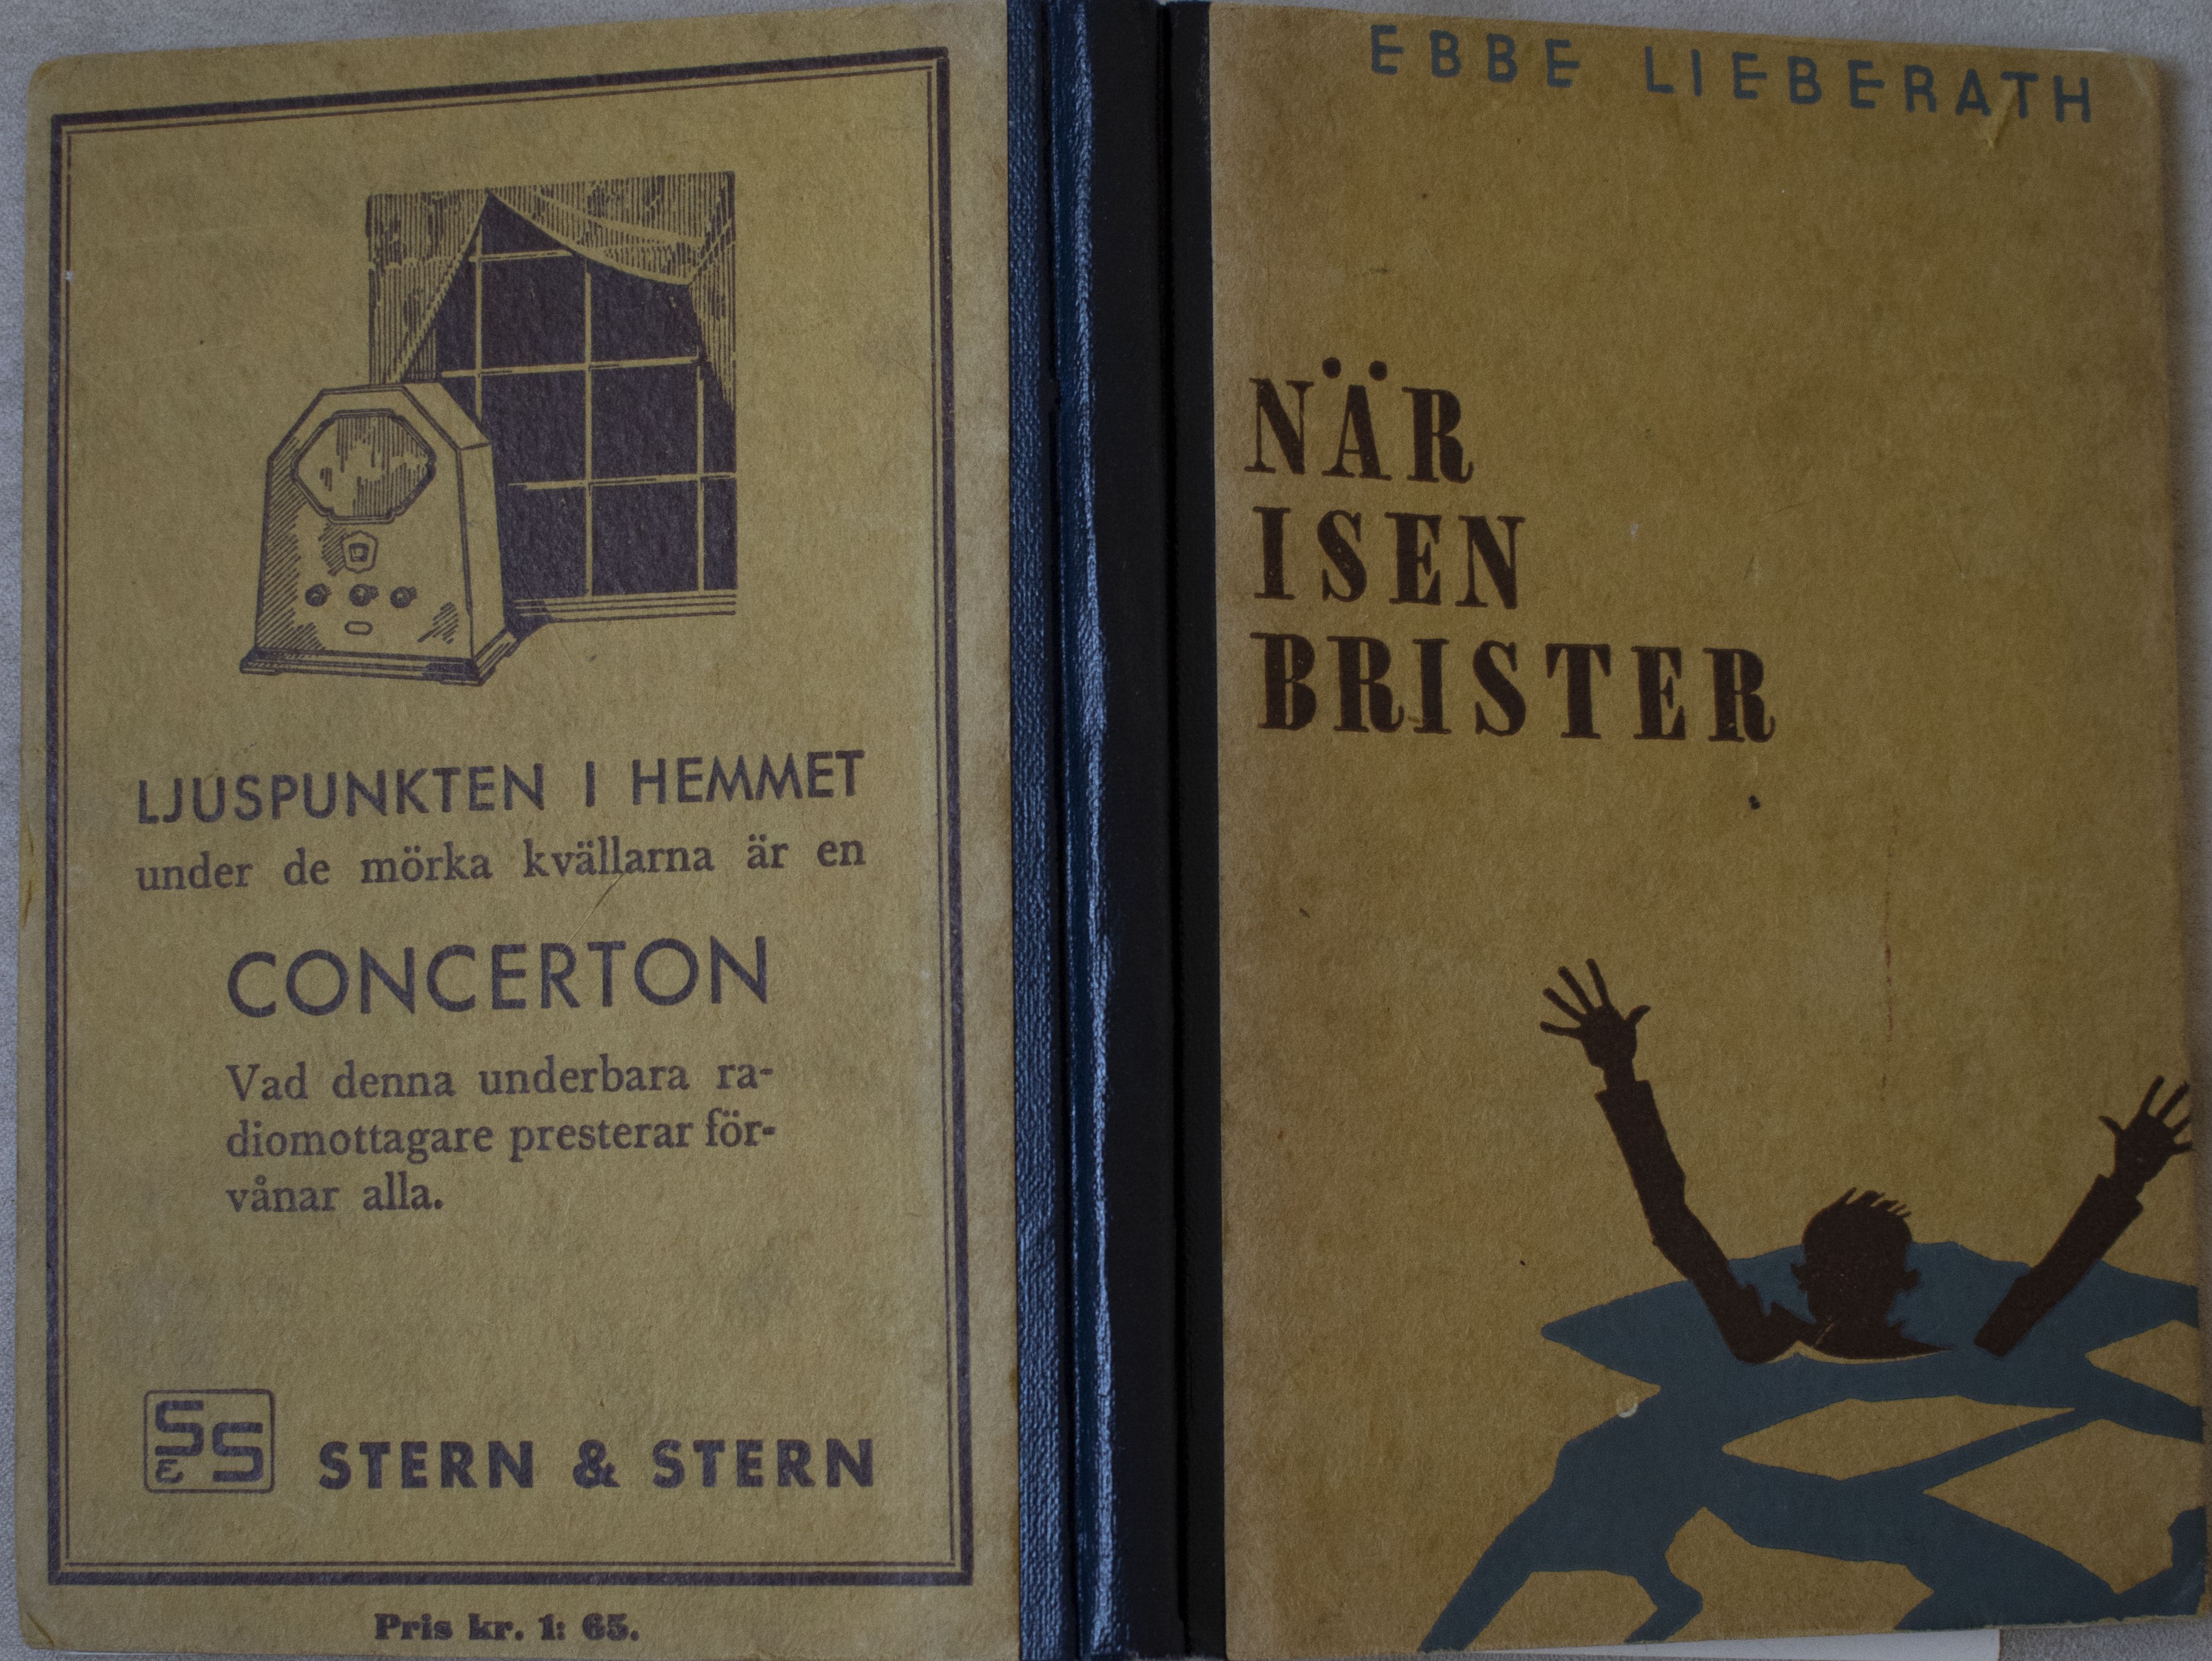 LJUSPUNKTEN I HEMMET
under de mörka kvällarna är en
CONCERTON
Vad denna underbara ra-
diomottagare presterar för-
vånar alla.
S & S
STERN & STERN
Pris kr. 1: 65.
EBBE LIEBERATH
NÄR
ISEN
BRISTER